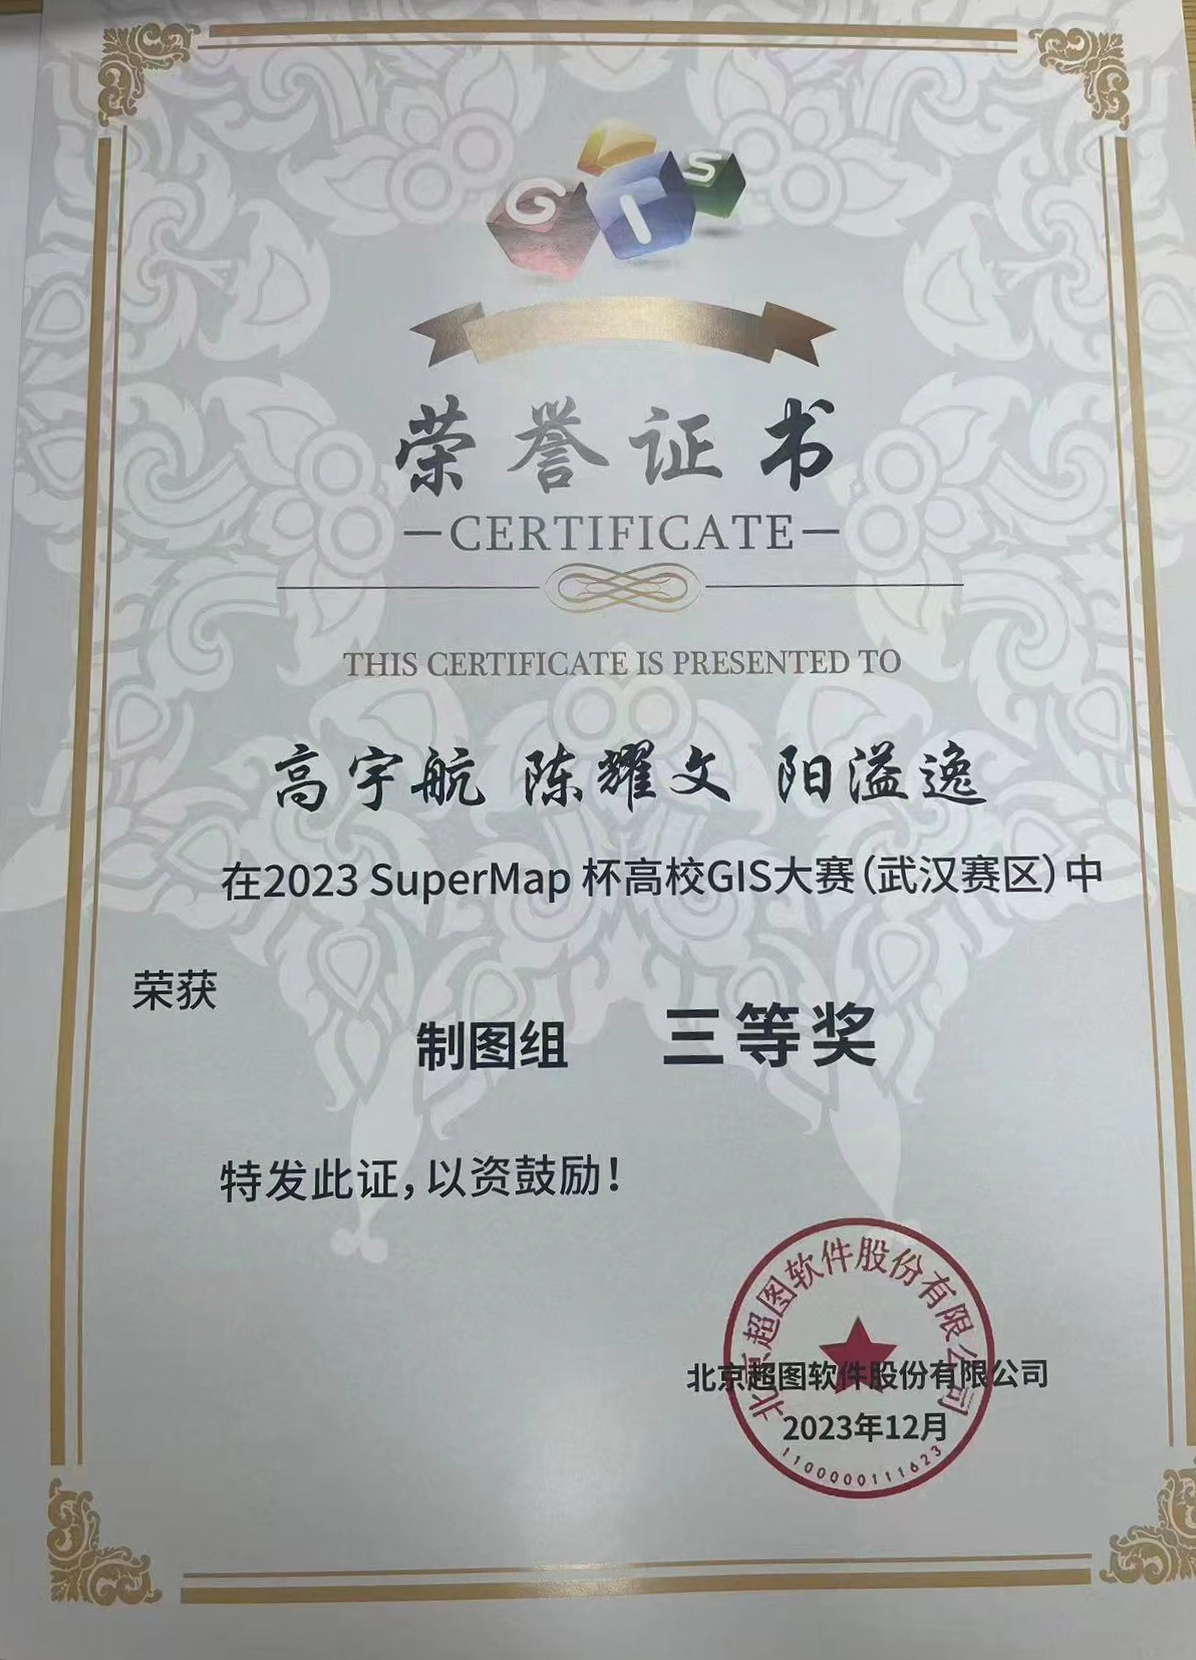 GIS
荣誉证书
—CERTIFICATE—
THIS CERTIFICATE IS PRESENTED TO
高宇航 陈耀文 阳溢逸
在2023 SuperMap 杯高校GIS大赛（武汉赛区）中
荣获
制图组 三等奖
特发此证，以资鼓励！
北京超图软件股份有限公司
北京超图软件股份有限公司
2023年12月
1100000111623